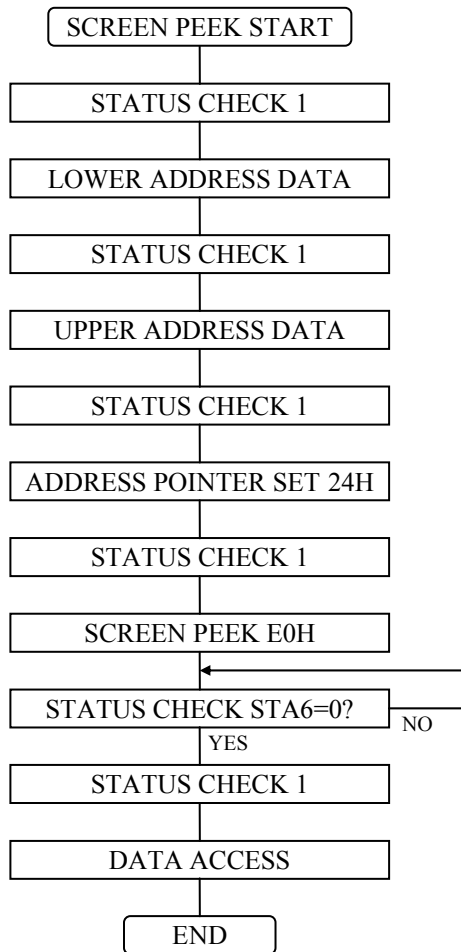 SCREEN PEEK START
STATUS CHECK 1
LOWER ADDRESS DATA
STATUS CHECK 1
UPPER ADDRESS DATA
STATUS CHECK 1
ADDRESS POINTER SET 24H
STATUS CHECK 1
SCREEN PEEK E0H
STATUS CHECK STA6=0?
NO
YES
STATUS CHECK 1
DATA ACCESS
END